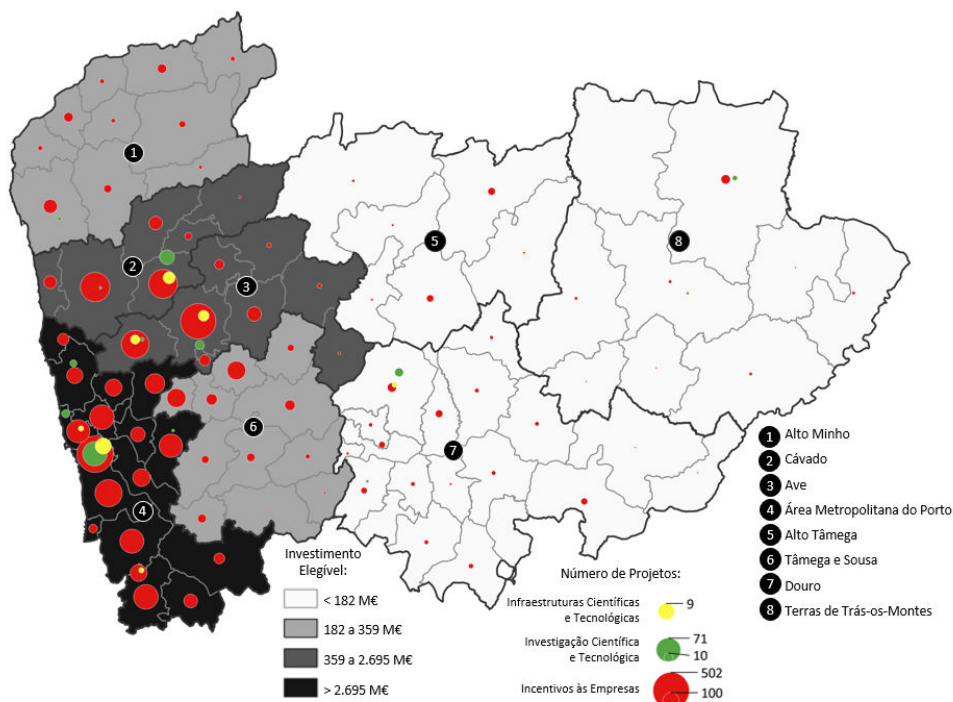 1
2
3
4
5
6
7
8
Investimento
Elegível:
< 182 M€
182 a 359 M€
359 a 2.695 M€
> 2.695 M€
Número de Projetos:
Infraestruturas Científicas
e Tecnológicas
9
Investigação Científica
e Tecnológica
71
10
Incentivos às Empresas
502
100
1 Alto Minho
2 Cávado
3 Ave
4 Área Metropolitana do Porto
5 Alto Tâmega
6 Tâmega e Sousa
7 Douro
8 Terras de Trás-os-Montes